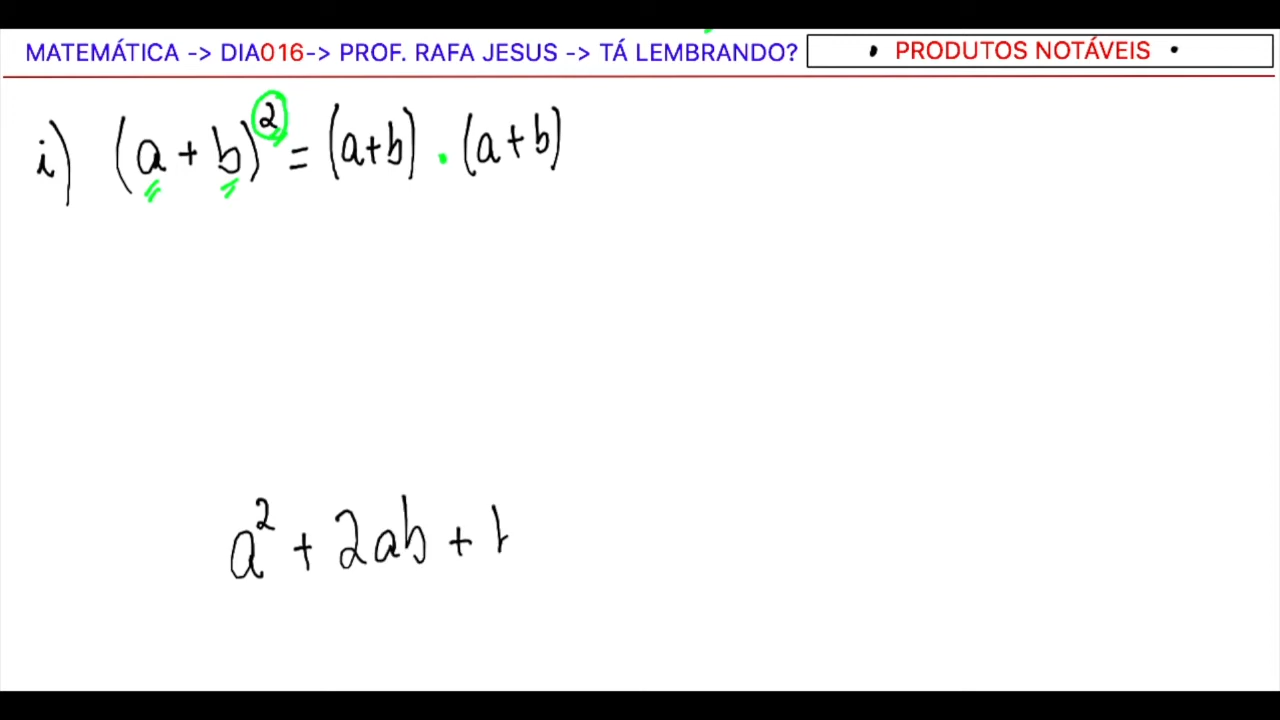 MATEMÁTICA -> DIA016-> PROF. RAFA JESUS -> TÁ LEMBRANDO? • PRODUTOS NOTÁVEIS •
i) (a + b)² = (a+b) . (a+b)
a² + 2ab +